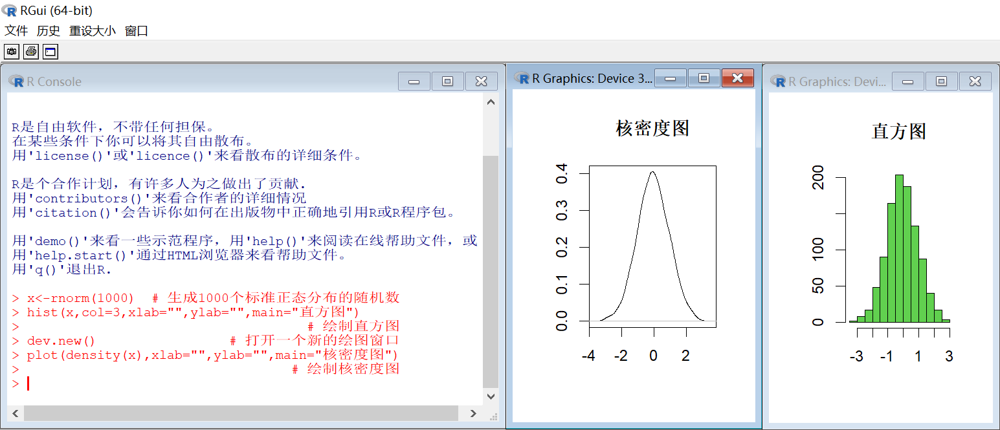 RGui (64-bit)
文件 历史 重设大小 窗口
R Console
R是自由软件，不带任何担保。
在某些条件下你可以将其自由散布。
用'license()'或'licence()'来看散布的详细条件。
R是个合作计划，有许多人为之做出了贡献.
用'contributors()'来看合作者的详细情况
用'citation()'会告诉你如何在出版物中正确地引用R或R程序包。
用'demo()'来看一些示范程序，用'help()'来阅读在线帮助文件，或
用'help.start()'通过HTML浏览器来看帮助文件。
用'q()'退出R.
> x<-rnorm(1000)  # 生成1000个标准正态分布的随机数
> hist(x,col=3,xlab="",ylab="",main="直方图")
> # 绘制直方图
> dev.new() # 打开一个新的绘图窗口
> plot(density(x),xlab="",ylab="",main="核密度图")
> # 绘制核密度图
>
R Graphics: Device 3...
核密度图
0.4
0.3
0.2
0.1
0.0
-4 -2 0 2
R Graphics: Devi...
直方图
200
100
50
0
-3 -1 1 3